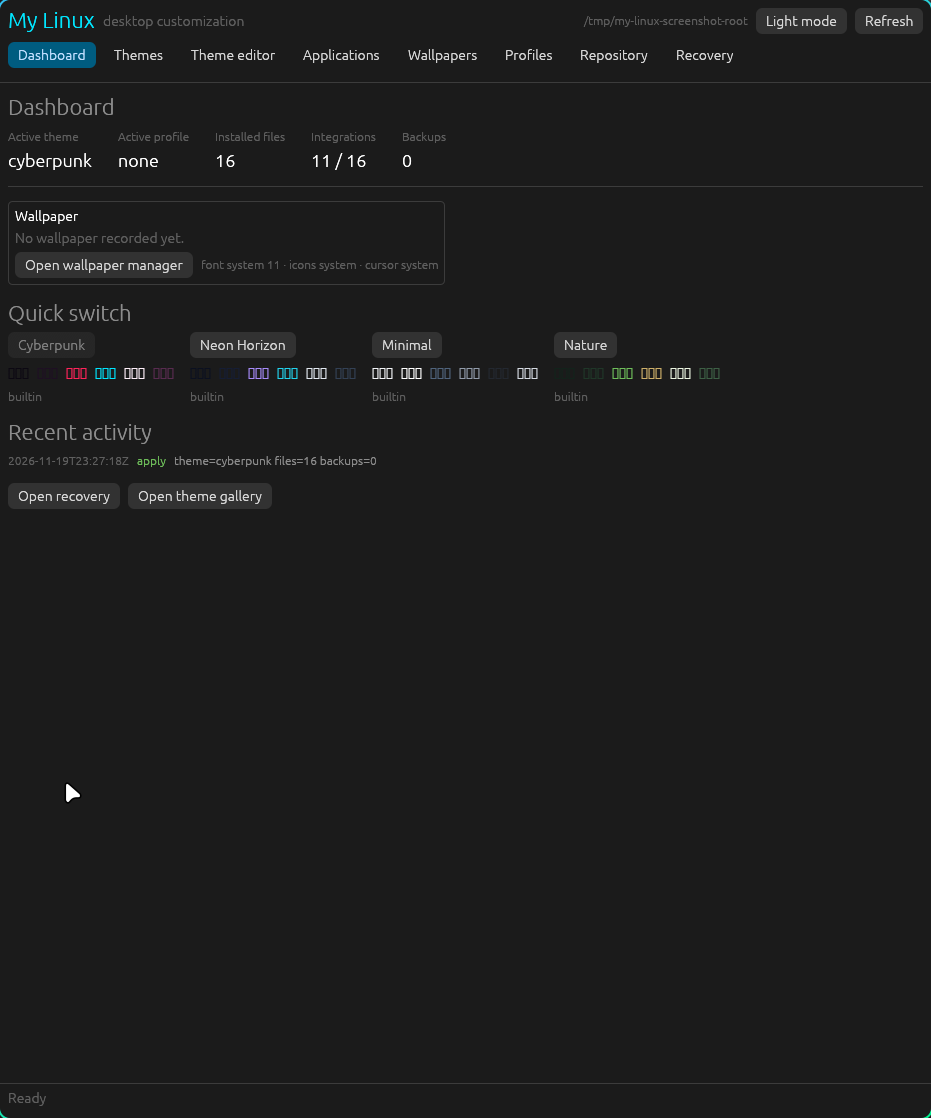 My Linux desktop customization /tmp/my-linux-screenshot-root Light mode Refresh
Dashboard Themes Theme editor Applications Wallpapers Profiles Repository Recovery
Dashboard
Active theme Active profile Installed files Integrations Backups
cyberpunk none 16 11 / 16 0
Wallpaper
No wallpaper recorded yet.
Open wallpaper manager font system 11 · icons system · cursor system
Quick switch
Cyberpunk Neon Horizon Minimal Nature
builtin builtin builtin builtin
Recent activity
2026-11-19T23:27:18Z apply theme=cyberpunk files=16 backups=0
Open recovery Open theme gallery
Ready